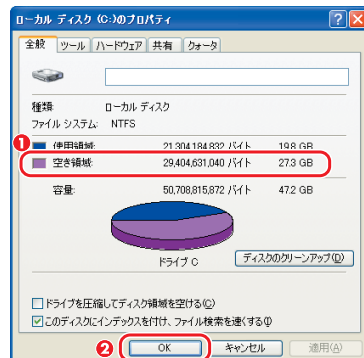 ローカル ディスク (C:)のプロパティ
全般 ツール ハードウェア 共有 クォータ
種類: ローカル ディスク
ファイル システム: NTFS
❶
使用領域: 21,304,184,832 バイト 19.8 GB
空き領域: 29,404,631,040 バイト 27.3 GB
容量: 50,708,815,872 バイト 47.2 GB
ドライブ C ディスクのクリーンアップ(D)
ドライブを圧縮してディスク領域を空ける(C)
このディスクにインデックスを付け、ファイル検索を速くする(I)
❷ OK キャンセル 適用(A)